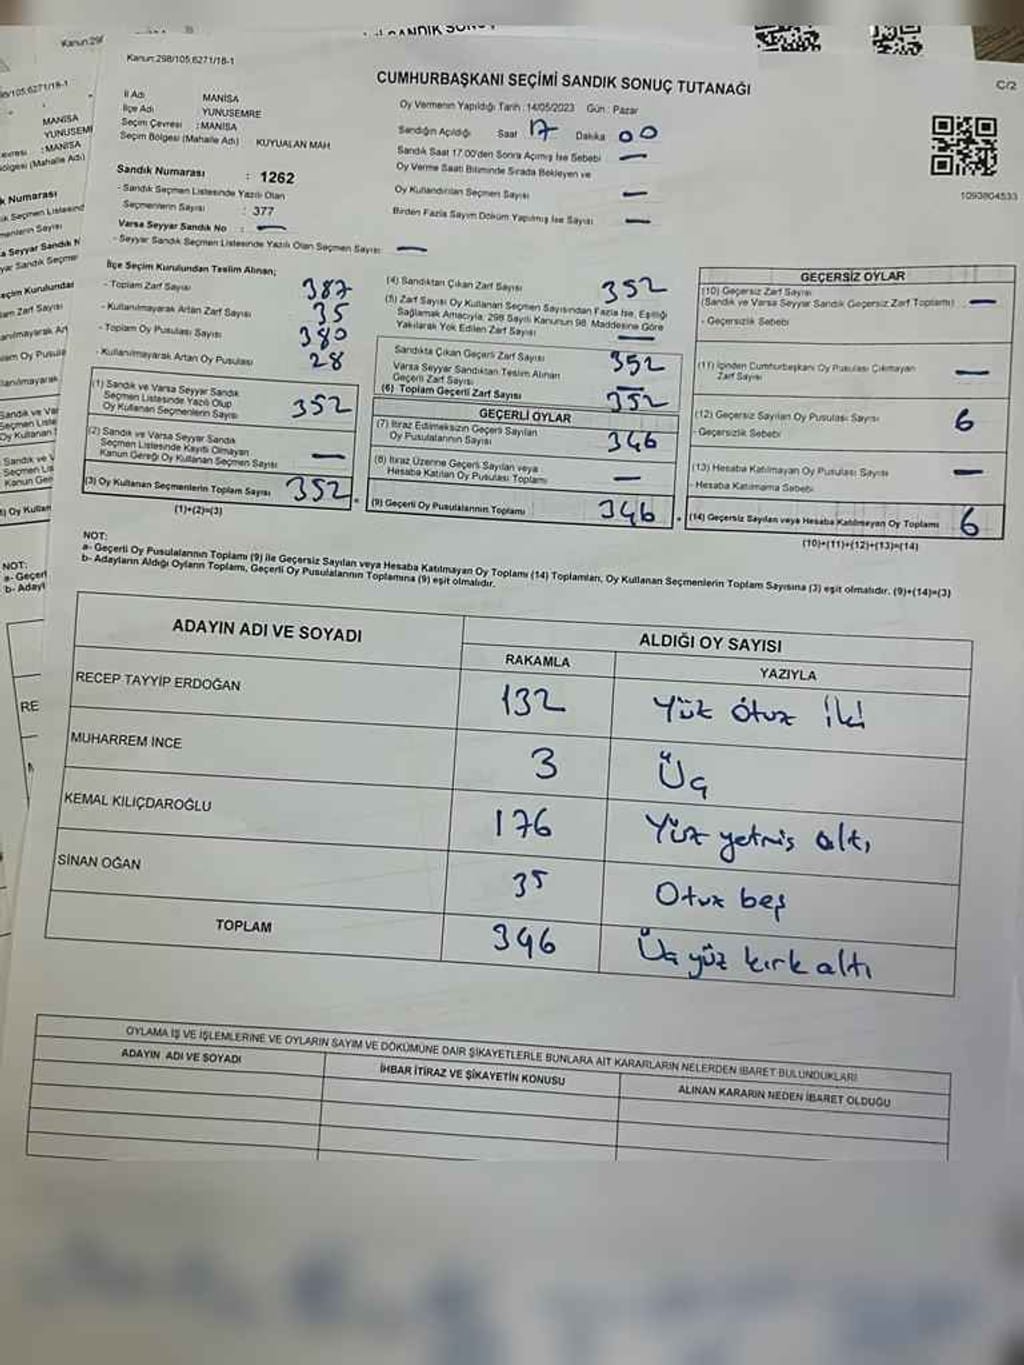 Kanun:298/105,6271/18-1
CUMHURBAŞKANI SEÇİMİ SANDIK SONUÇ TUTANAĞI
C/2
İl Adı MANİSA
İlçe Adı YUNUSEMRE
Seçim Çevresi :MANİSA
Seçim Bölgesi (Mahalle Adı) KUYUALAN MAH.
Oy Vermenin Yapıldığı Tarih :14/05/2023 Gün : Pazar
Sandığın Açıldığı Saat 17 Dakika 00
Sandık Saat 17.00'den Sonra Açılmış İse Sebebi —
Oy Verme Saati Bitiminde Sırada Bekleyen ve
Oy Kullandırılan Seçmen Sayısı —
Birden Fazla Sayım Döküm Yapılmış İse Sayısı —
1093804533
Sandık Numarası : 1262
- Sandık Seçmen Listesinde Yazılı Olan
Seçmenlerin Sayısı : 377
Varsa Seyyar Sandık No : —
- Seyyar Sandık Seçmen Listesinde Yazılı Olan Seçmen Sayısı: —
İlçe Seçim Kurulundan Teslim Alınan;
- Toplam Zarf Sayısı 387
- Kullanılmayarak Artan Zarf Sayısı 35
- Toplam Oy Pusulası Sayısı 380
- Kullanılmayarak Artan Oy Pusulası 28
(1) Sandık ve Varsa Seyyar Sandık
Seçmen Listesinde Yazılı Olup
Oy Kullanan Seçmenlerin Sayısı 352
(2) Sandık ve Varsa Seyyar Sandık
Seçmen Listesinde Kayıtlı Olmayan
Kanun Gereği Oy Kullanan Seçmen Sayısı —
(3) Oy Kullanan Seçmenlerin Toplam Sayısı 352
(1)+(2)=(3)
(4) Sandıktan Çıkan Zarf Sayısı 352
(5) Zarf Sayısı Oy Kullanan Seçmen Sayısından Fazla İse, Eşitliği
Sağlamak Amacıyla, 298 Sayılı Kanunun 98. Maddesine Göre
Yakılarak Yok Edilen Zarf Sayısı —
Sandıkta Çıkan Geçerli Zarf Sayısı 352
Varsa Seyyar Sandıktan Teslim Alınan
Geçerli Zarf Sayısı —
(6) Toplam Geçerli Zarf Sayısı 352
GEÇERLİ OYLAR
(7) İtiraz Edilmeksizin Geçerli Sayılan
Oy Pusulalarının Sayısı 346
(8) İtiraz Üzerine Geçerli Sayılan veya
Hesaba Katılan Oy Pusulası Toplamı —
(9) Geçerli Oy Pusulalarının Toplamı 346
GEÇERSİZ OYLAR
(10) Geçersiz Zarf Sayısı
(Sandık ve Varsa Seyyar Sandık Geçersiz Zarf Toplamı) —
- Geçersizlik Sebebi
(11) İçinden Cumhurbaşkanı Oy Pusulası Çıkmayan
Zarf Sayısı —
(12) Geçersiz Sayılan Oy Pusulası Sayısı 6
- Geçersizlik Sebebi
(13) Hesaba Katılmayan Oy Pusulası Sayısı —
- Hesaba Katılmama Sebebi
(14) Geçersiz Sayılan veya Hesaba Katılmayan Oy Toplamı 6
(10)+(11)+(12)+(13)=(14)
NOT:
a- Geçerli Oy Pusulalarının Toplamı (9) ile Geçersiz Sayılan veya Hesaba Katılmayan Oy Toplamı (14) Toplamları, Oy Kullanan Seçmenlerin Toplam Sayısına (3) eşit olmalıdır. (9)+(14)=(3)
b- Adayların Aldığı Oyların Toplamı, Geçerli Oy Pusulalarının Toplamına (9) eşit olmalıdır.
ADAYIN ADI VE SOYADI ALDIĞI OY SAYISI
RAKAMLA YAZIYLA
RECEP TAYYİP ERDOĞAN 132 Yüz Otuz İki
MUHARREM İNCE 3 Üç
KEMAL KILIÇDAROĞLU 176 Yüz yetmiş altı
SİNAN OĞAN 35 Otuz beş
TOPLAM 346 Üç yüz kırk altı
OYLAMA İŞ VE İŞLEMLERİNE VE OYLARIN SAYIM VE DÖKÜMÜNE DAİR ŞİKAYETLERLE BUNLARA AİT KARARLARIN NELERDEN İBARET BULUNDUKLARI
ADAYIN ADI VE SOYADI İHBAR İTİRAZ VE ŞİKAYETİN KONUSU ALINAN KARARIN NEDEN İBARET OLDUĞU